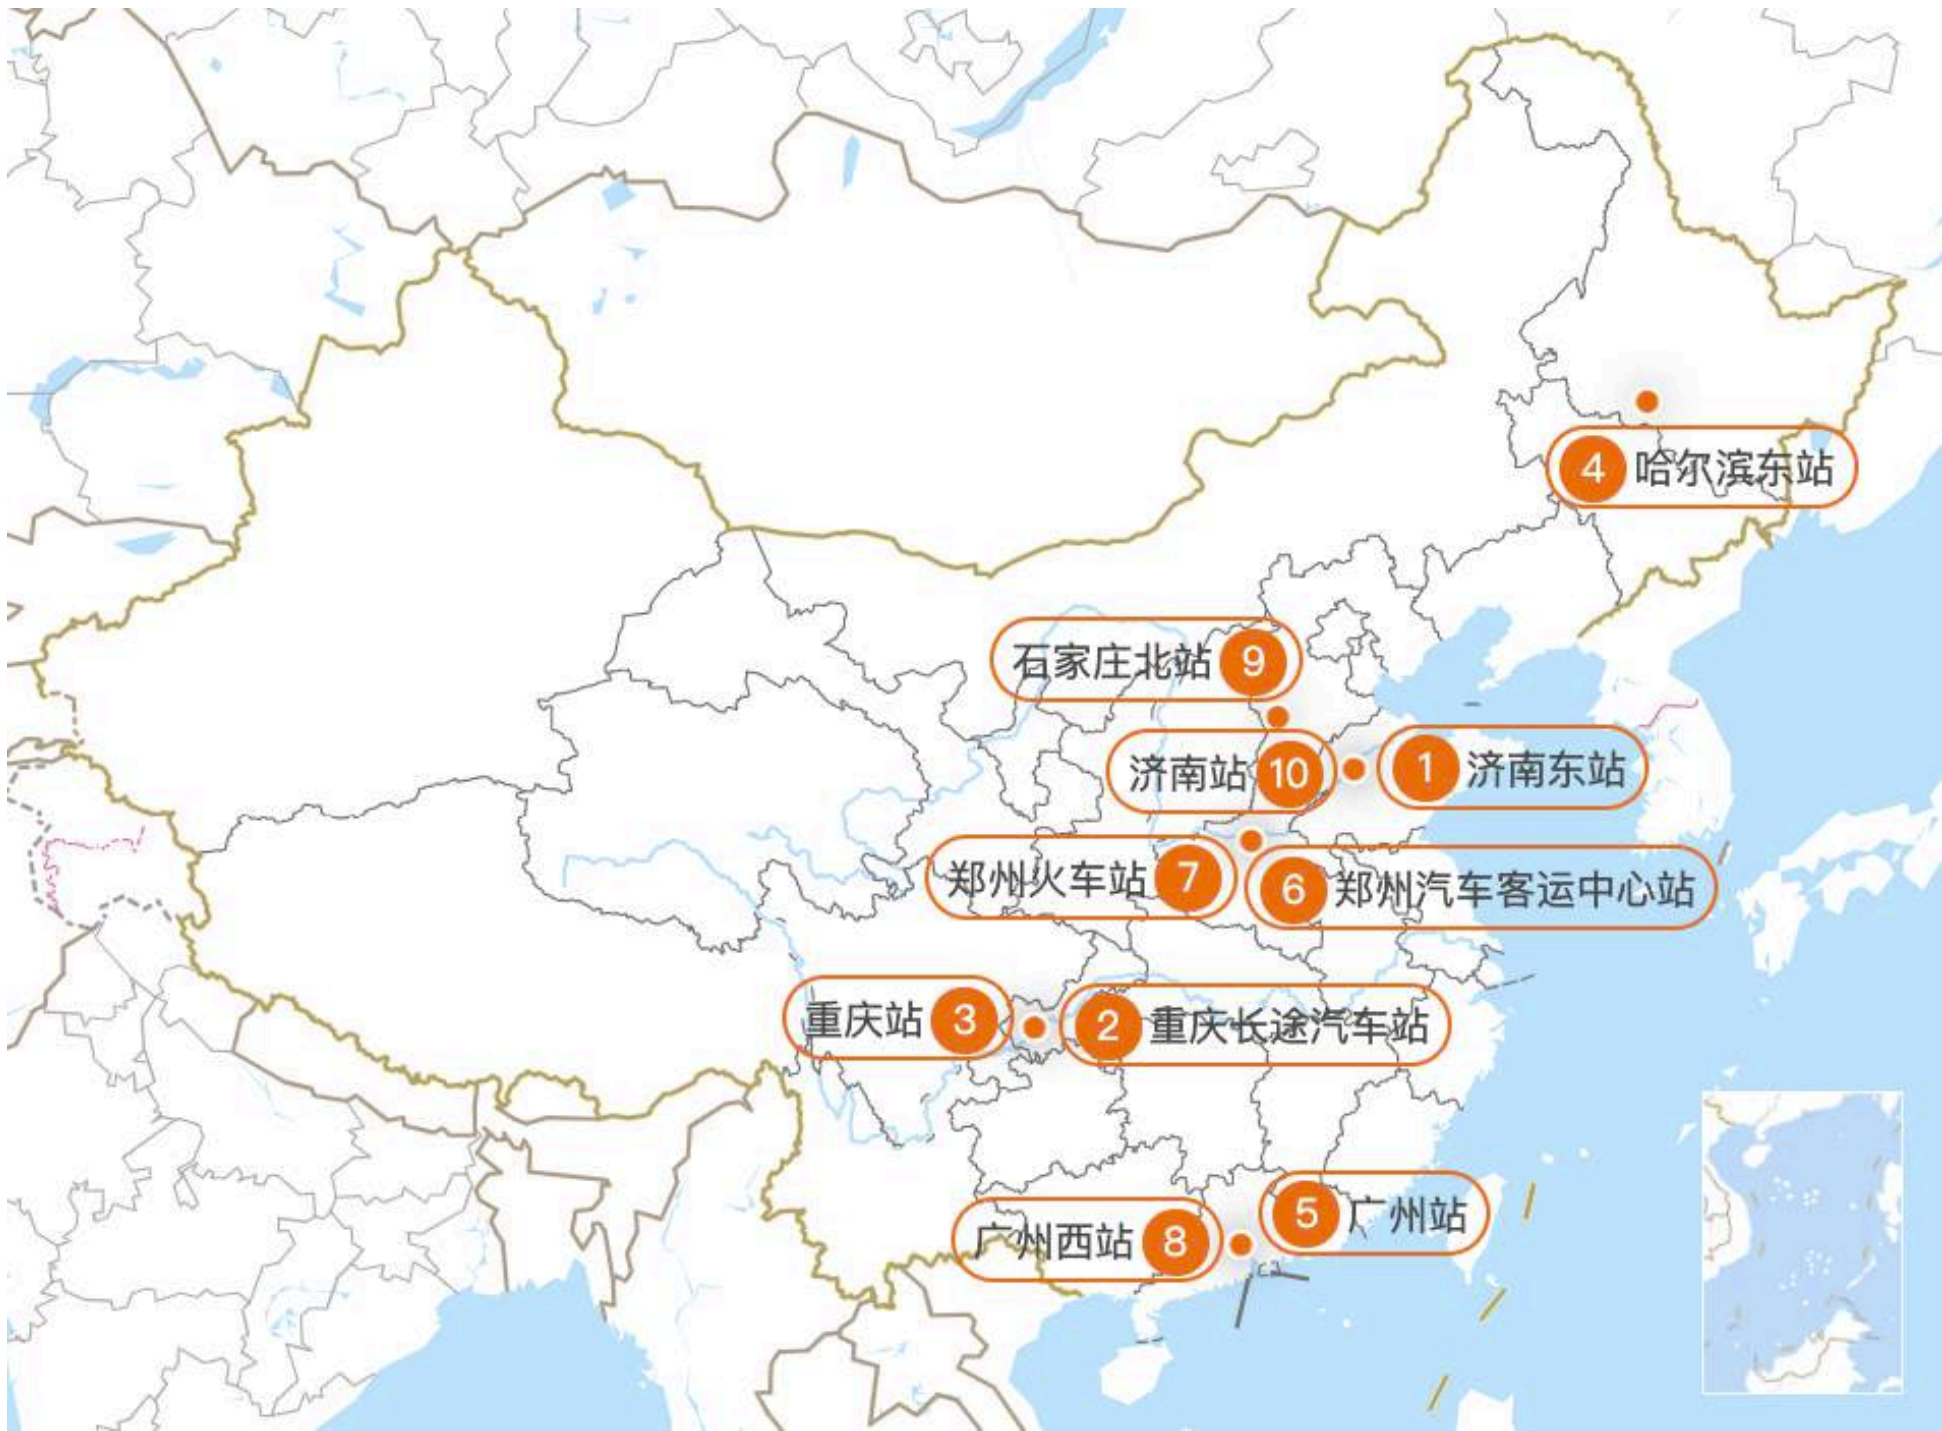 4 哈尔滨东站
石家庄北站 9
济南站 10
1 济南东站
郑州火车站 7
6 郑州汽车客运中心站
重庆站 3
2 重庆长途汽车站
5 广州站
广州西站 8